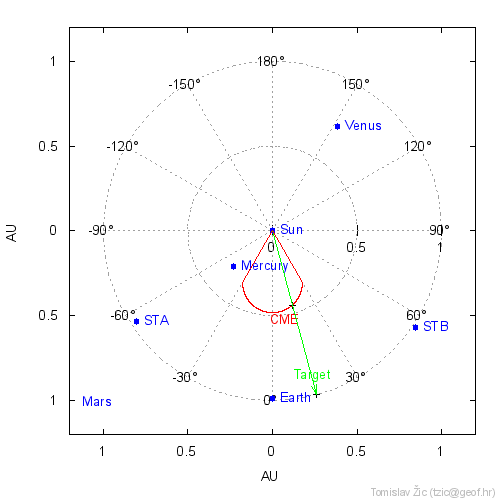 1
180°
-150°
150°
Venus
-120°
120°
0.5
AU
0
-90°
Sun
90°
0
0.5
1
Mercury
0.5
-60°
STA
CME
60°
STB
-30°
Target
30°
1
Mars
0°
Earth
1
0.5
0
0.5
1
AU
Tomislav Žic (tzic@geof.hr)